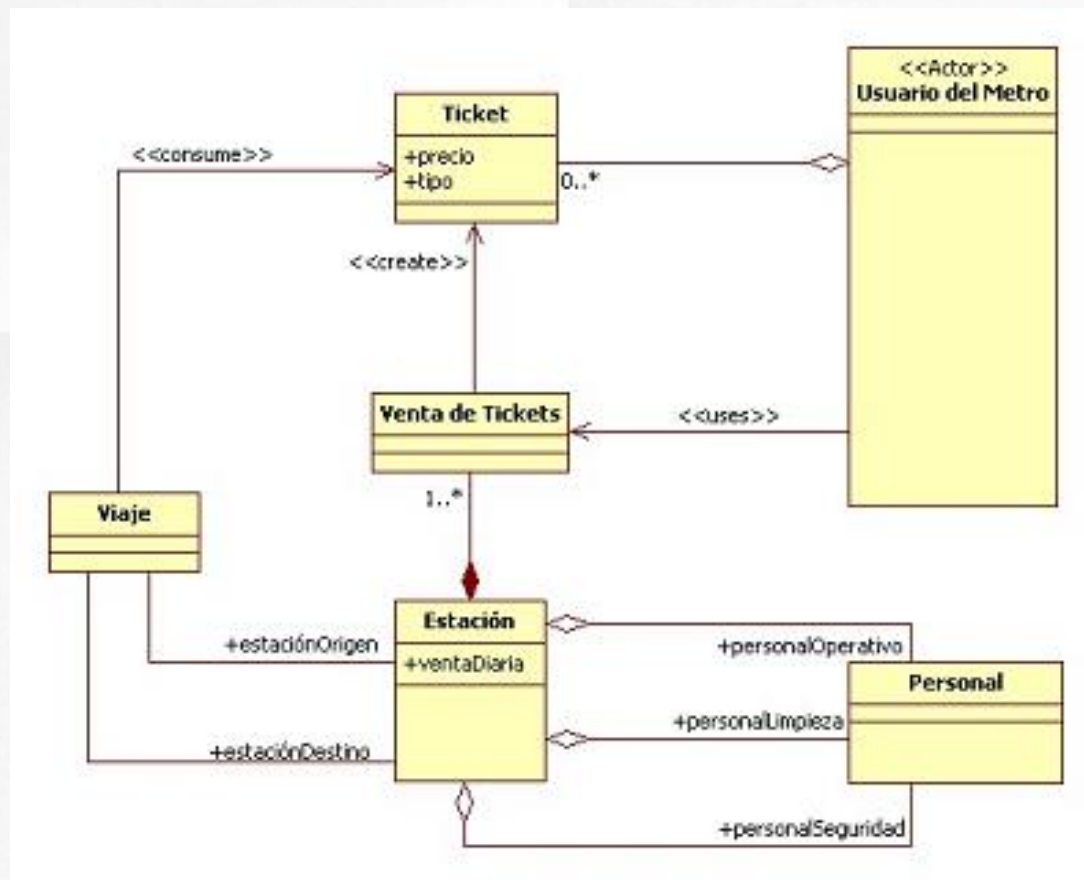 <<Actor>>
Usuario del Metro
Ticket
+precio
+tipo
0..*
<<consume>>
<<create>>
Venta de Tickets
<<uses>>
1..*
Viaje
Estación
+ventaDiaria
+estaciónOrigen
+estaciónDestino
+personalOperativo
Personal
+personalLimpieza
+personalSeguridad